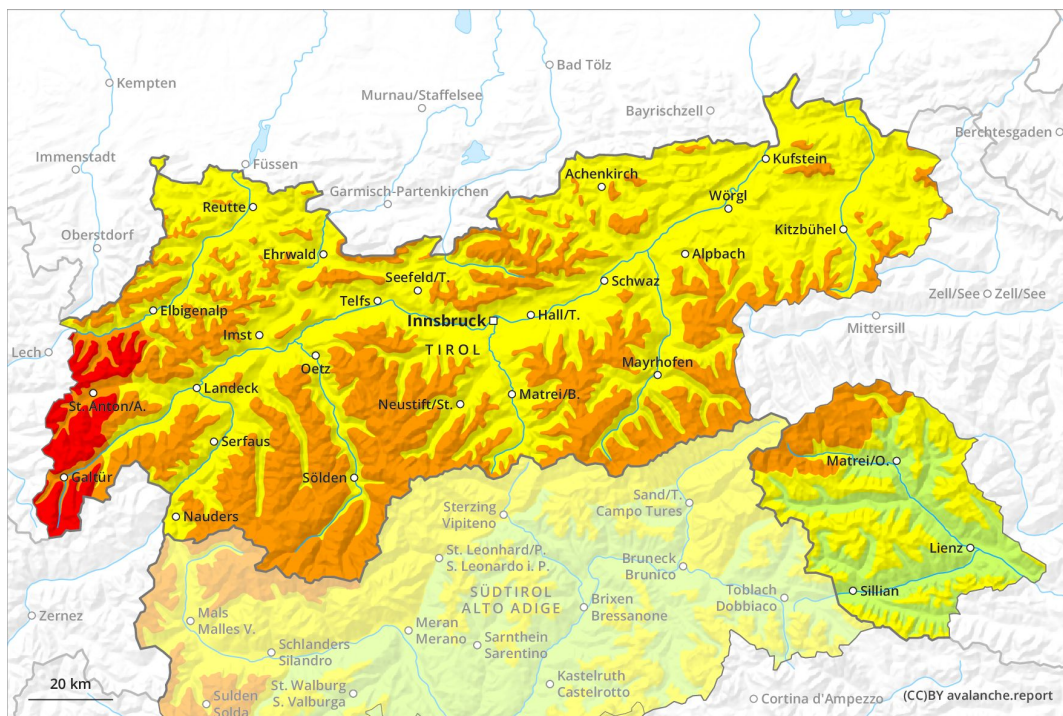 Kempten
Bad Tölz
Murnau/Staffelsee
Bayrischzell
Berchtesgaden
Immenstadt
Füssen
Kufstein
Achenkirch
Garmisch-Partenkirchen
Wörgl
Reutte
Oberstdorf
Kitzbühel
Ehrwald
Alpbach
Seefeld/T.
Schwaz
Zell/See
Zell/See
Telfs
Elbigenalp
Innsbruck
Hall/T.
Mittersill
Imst
Lech
TIROL
Oetz
Mayrhofen
Landeck
St. Anton/A.
Neustift/St.
Matrei/B.
Serfaus
Matrei/O.
Galtür
Sölden
Sand/T.
Campo Tures
Sterzing
Vipiteno
Nauders
Lienz
St. Leonhard/P.
S. Leonardo i. P.
Bruneck
Brunico
Sillian
SÜDTIROL
ALTO ADIGE
Toblach
Dobbiaco
Brixen
Bressanone
Zernez
Mals
Malles V.
Meran
Merano
Sarnthein
Sarentino
Schlanders
Silandro
20 km
St. Walburg
S. Valburga
Kastelruth
Castelrotto
Sulden
Solda
Cortina d'Ampezzo
(CC)BY avalanche.report